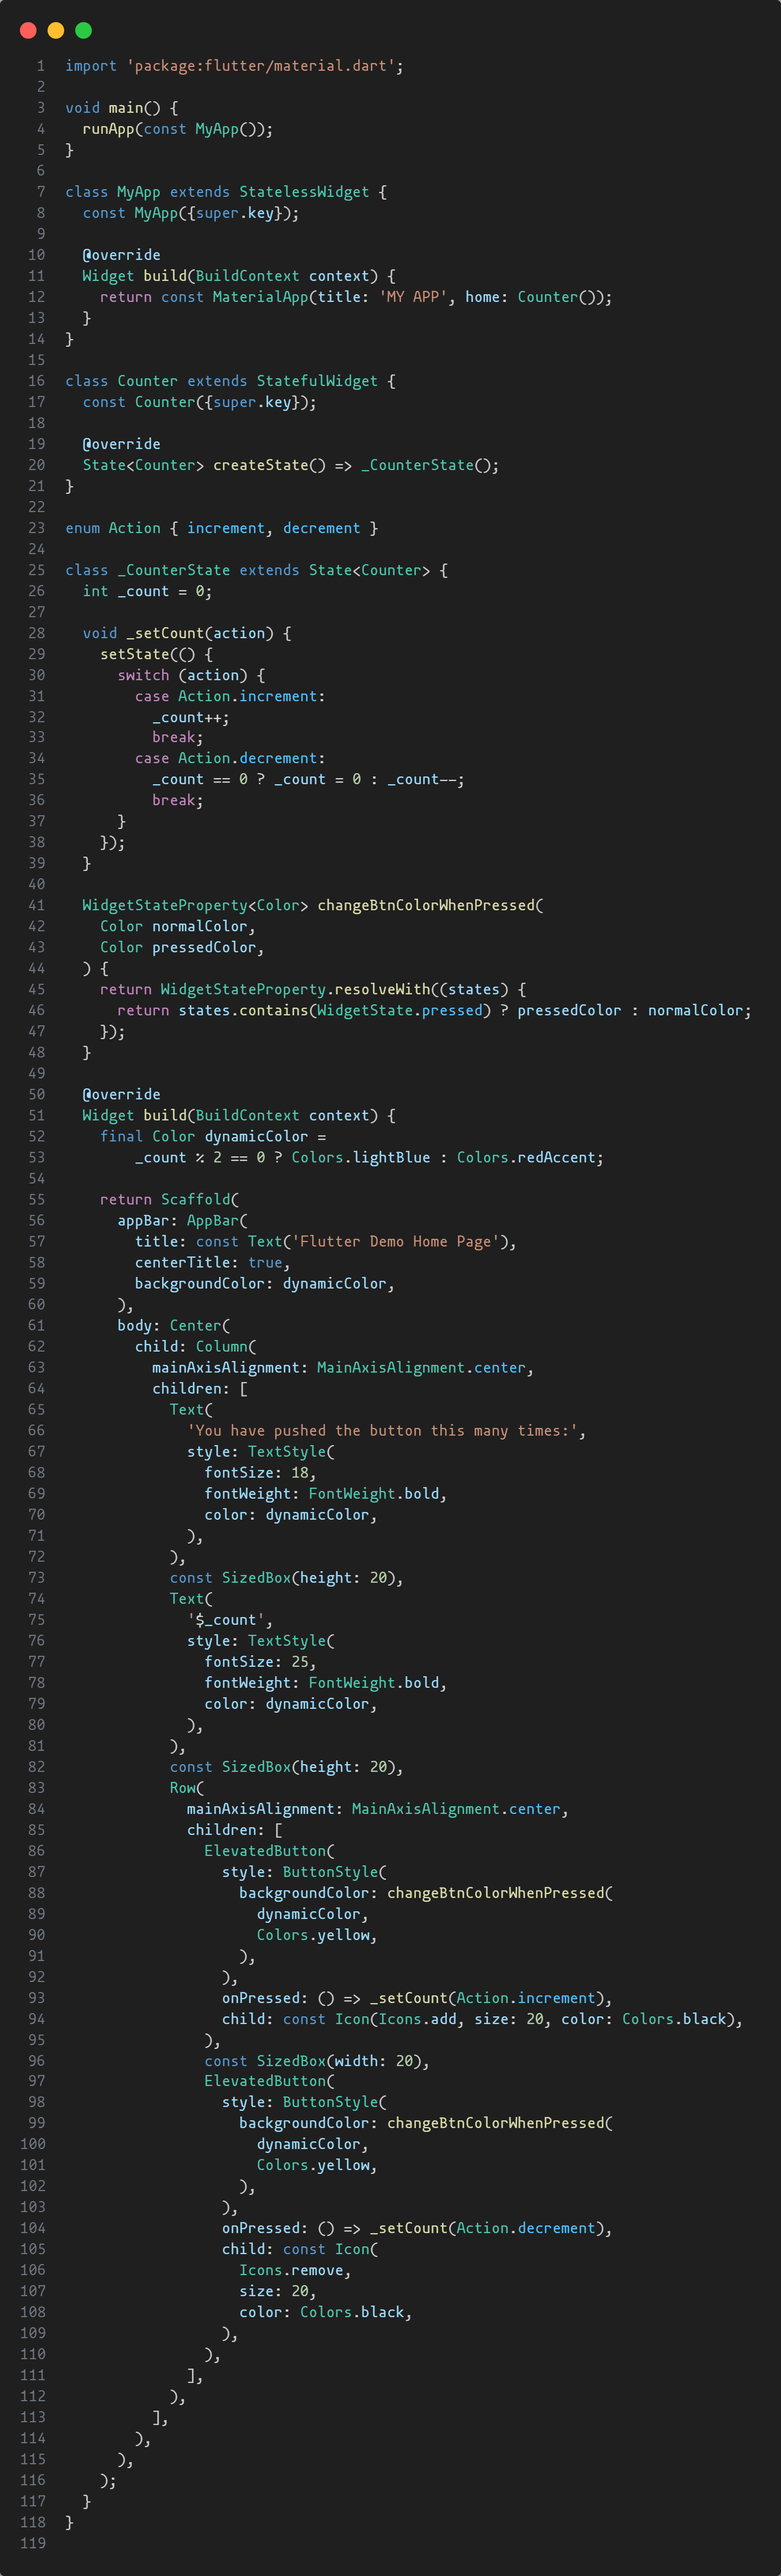 1 import 'package:flutter/material.dart';
2
3 void main() {
4   runApp(const MyApp());
5 }
6
7 class MyApp extends StatelessWidget {
8   const MyApp({super.key});
9
10   @override
11   Widget build(BuildContext context) {
12     return const MaterialApp(title: 'MY APP', home: Counter());
13   }
14 }
15
16 class Counter extends StatefulWidget {
17   const Counter({super.key});
18
19   @override
20   State<Counter> createState() => _CounterState();
21 }
22
23 enum Action { increment, decrement }
24
25 class _CounterState extends State<Counter> {
26   int _count = 0;
27
28   void _setCount(action) {
29     setState(() {
30       switch (action) {
31         case Action.increment:
32           _count++;
33           break;
34         case Action.decrement:
35           _count == 0 ? _count = 0 : _count--;
36           break;
37       }
38     });
39   }
40
41   WidgetStateProperty<Color> changeBtnColorWhenPressed(
42     Color normalColor,
43     Color pressedColor,
44   ) {
45     return WidgetStateProperty.resolveWith((states) {
46       return states.contains(WidgetState.pressed) ? pressedColor : normalColor;
47     });
48   }
49
50   @override
51   Widget build(BuildContext context) {
52     final Color dynamicColor =
53         _count % 2 == 0 ? Colors.lightBlue : Colors.redAccent;
54
55     return Scaffold(
56       appBar: AppBar(
57         title: const Text('Flutter Demo Home Page'),
58         centerTitle: true,
59         backgroundColor: dynamicColor,
60       ),
61       body: Center(
62         child: Column(
63           mainAxisAlignment: MainAxisAlignment.center,
64           children: [
65             Text(
66               'You have pushed the button this many times:',
67               style: TextStyle(
68                 fontSize: 18,
69                 fontWeight: FontWeight.bold,
70                 color: dynamicColor,
71               ),
72             ),
73             const SizedBox(height: 20),
74             Text(
75               '$_count',
76               style: TextStyle(
77                 fontSize: 25,
78                 fontWeight: FontWeight.bold,
79                 color: dynamicColor,
80               ),
81             ),
82             const SizedBox(height: 20),
83             Row(
84               mainAxisAlignment: MainAxisAlignment.center,
85               children: [
86                 ElevatedButton(
87                   style: ButtonStyle(
88                     backgroundColor: changeBtnColorWhenPressed(
89                       dynamicColor,
90                       Colors.yellow,
91                     ),
92                   ),
93                   onPressed: () => _setCount(Action.increment),
94                   child: const Icon(Icons.add, size: 20, color: Colors.black),
95                 ),
96                 const SizedBox(width: 20),
97                 ElevatedButton(
98                   style: ButtonStyle(
99                     backgroundColor: changeBtnColorWhenPressed(
100                       dynamicColor,
101                       Colors.yellow,
102                     ),
103                   ),
104                   onPressed: () => _setCount(Action.decrement),
105                   child: const Icon(
106                     Icons.remove,
107                     size: 20,
108                     color: Colors.black,
109                   ),
110                 ),
111               ],
112             ),
113           ],
114         ),
115       ),
116     );
117   }
118 }
119